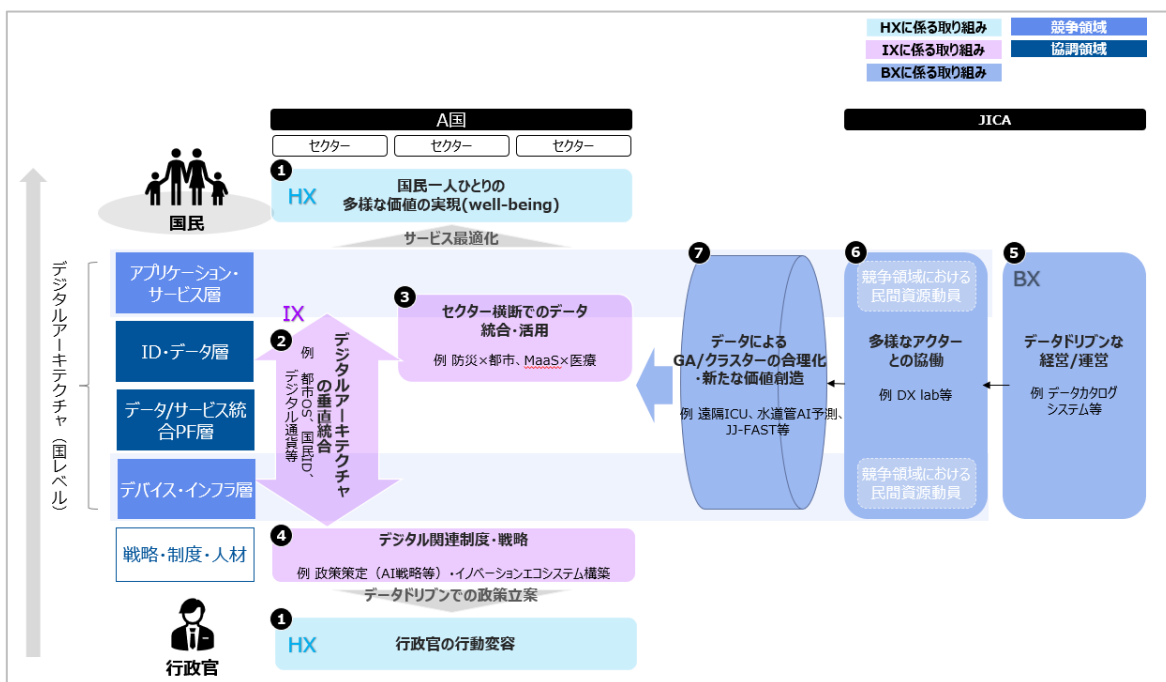 HXに係る取り組み
競争領域
IXに係る取り組み
協調領域
BXに係る取り組み
A国
JICA
セクター
セクター
セクター
国民
❶
HX
国民一人ひとりの
多様な価値の実現(well-being)
サービス最適化
デジタルアーキテクチャ（国レベル）
アプリケーション・
サービス層
ID・データ層
データ/サービス統
合PF層
デバイス・インフラ層
戦略・制度・人材
IX
❷
デジタルアーキテクチャ
の垂直統合
例 都市OS、国民ID、
デジタル通貨等
❸
セクター横断でのデータ
統合・活用
例 防災×都市、MaaS×医療
❼
データによる
GA/クラスターの合理化
・新たな価値創造
例 遠隔ICU、水道管AI予測、
JJ-FAST等
❻
競争領域における
民間資源動員
多様なアクター
との協働
例 DX lab等
競争領域における
民間資源動員
❺
BX
データドリブンな
経営/運営
例 データカタログ
システム等
❹
デジタル関連制度・戦略
例 政策策定（AI戦略等）・イノベーションエコシステム構築
データドリブンでの政策立案
❶
HX
行政官の行動変容
行政官